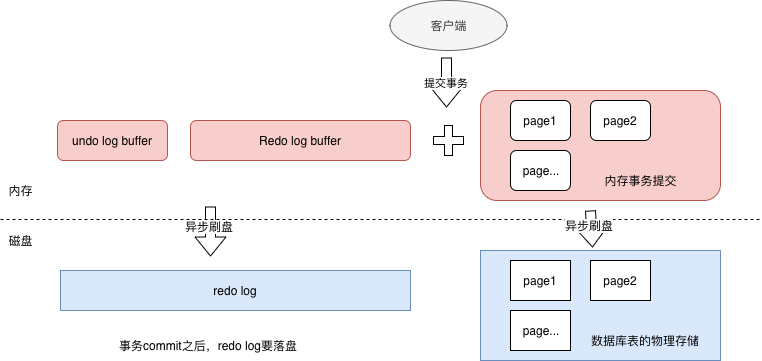 客户端
提交事务
undo log buffer
Redo log buffer
page1
page2
page...
内存事务提交
内存
异步刷盘
异步刷盘
磁盘
redo log
page1
page2
page...
数据库表的物理存储
事务commit之后，redo log要落盘